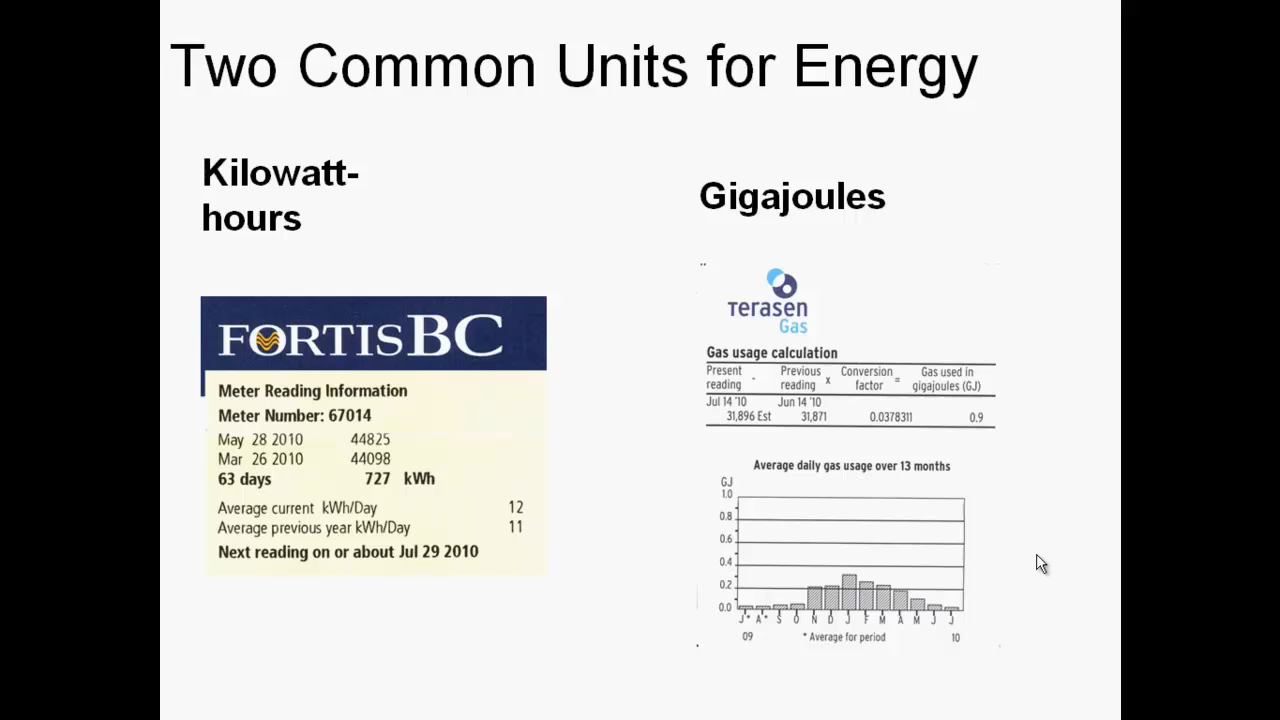 Two Common Units for Energy
Kilowatt-
hours
FORTISBC
Meter Reading Information
Meter Number: 67014
May 28 2010 44825
Mar 26 2010 44098
63 days 727 kWh
Average current kWh/Day 12
Average previous year kWh/Day 11
Next reading on or about Jul 29 2010
Gigajoules
Terasen
Gas
Gas usage calculation
Present Previous Conversion Gas used in
reading - reading x factor = gigajoules (GJ)
Jul 14 '10 Jun 14 '10
31,896 Est 31,871 0.0378311 0.9
Average daily gas usage over 13 months
GJ
1.0
0.8
0.6
0.4
0.2
0.0
J* A* S O N D J F M A M J J
09 * Average for period 10